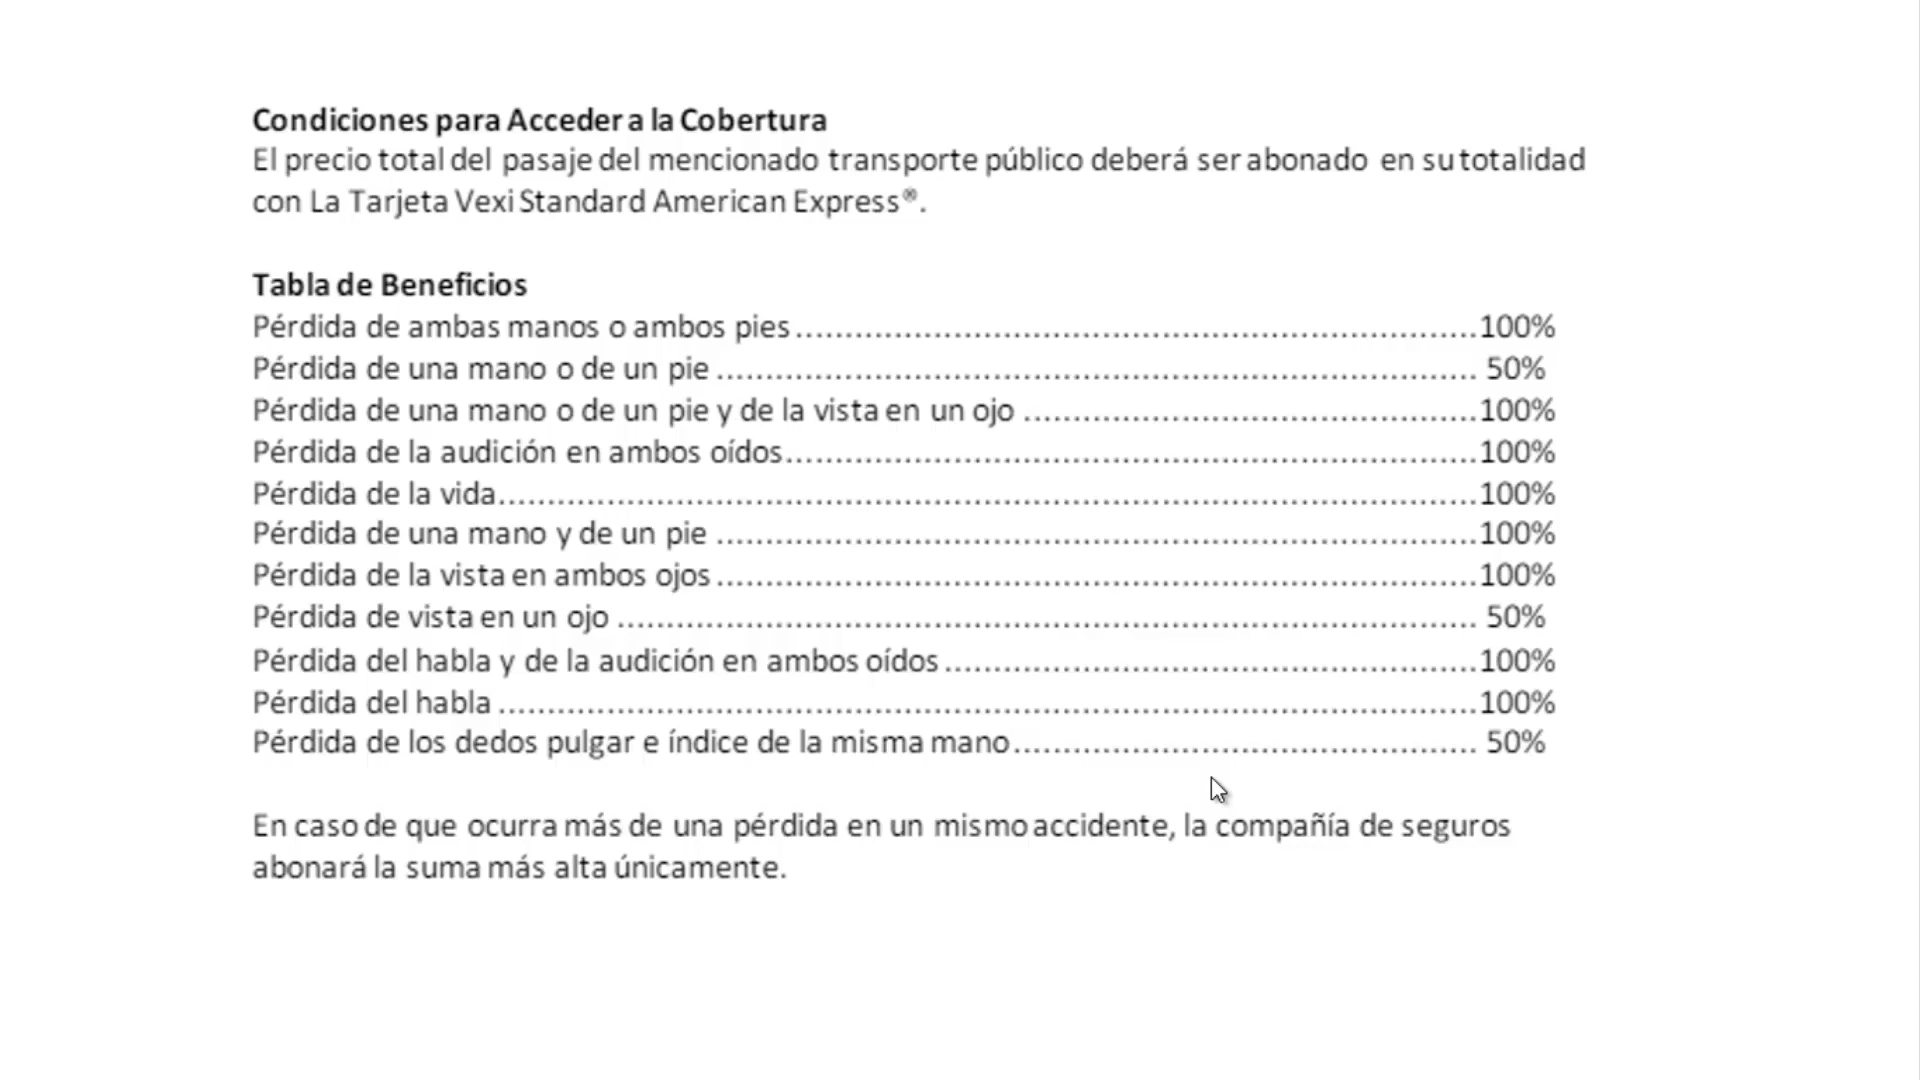 Condiciones para Acceder a la Cobertura
El precio total del pasaje del mencionado transporte público deberá ser abonado en su totalidad
con La Tarjeta Vexi Standard American Express®.
Tabla de Beneficios
Pérdida de ambas manos o ambos pies......................................................................100%
Pérdida de una mano o de un pie .............................................................................. 50%
Pérdida de una mano o de un pie y de la vista en un ojo ..............................................100%
Pérdida de la audición en ambos oídos......................................................................100%
Pérdida de la vida....................................................................................................100%
Pérdida de una mano y de un pie ..............................................................................100%
Pérdida de la vista en ambos ojos ..............................................................................100%
Pérdida de vista en un ojo ........................................................................................ 50%
Pérdida del habla y de la audición en ambos oídos ......................................................100%
Pérdida del habla ....................................................................................................100%
Pérdida de los dedos pulgar e índice de la misma mano............................................... 50%
En caso de que ocurra más de una pérdida en un mismo accidente, la compañía de seguros
abonará la suma más alta únicamente.